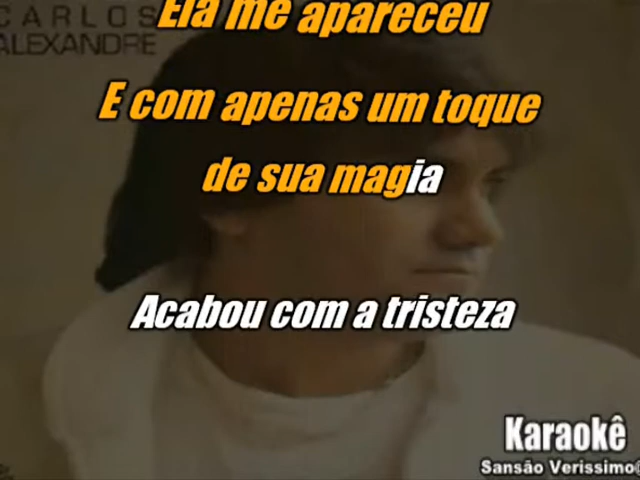 CARLOS
ALEXANDRE
Ela me apareceu
E com apenas um toque
de sua magia
Acabou com a tristeza
Karaokê
Sansão Verissimo®